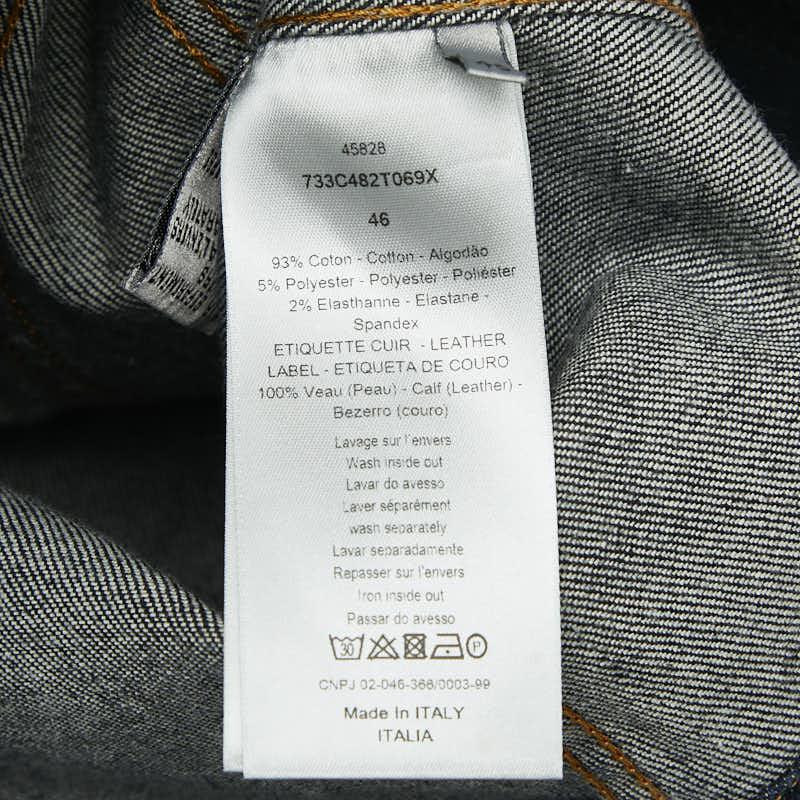 45828
733C482T069X
46
93% Coton - Cotton - Algodão
5% Polyester - Polyester - Poliéster
2% Elasthanne - Elastane -
Spandex
ETIQUETTE CUIR - LEATHER
LABEL - ETIQUETA DE COURO
100% Veau (Peau) - Calf (Leather) -
Bezerro (couro)
Lavage sur l'envers
Wash inside out
Lavar do avesso
Laver séparément
wash separately
Lavar separadamente
Repasser sur l'envers
Iron inside out
Passar do avesso
30
P
CNPJ 02-046-366/0003-99
Made In ITALY
ITALIA